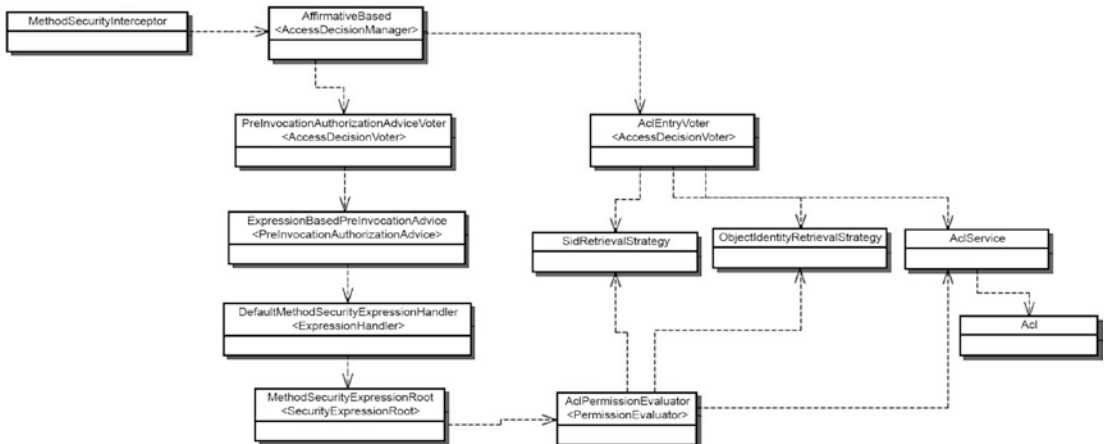 MethodSecurityInterceptor
AffirmativeBased
<AccessDecisionManager>
PreInvocationAuthorizationAdviceVoter
<AccessDecisionVoter>
AclEntryVoter
<AccessDecisionVoter>
ExpressionBasedPreInvocationAdvice
<PreInvocationAuthorizationAdvice>
SidRetrievalStrategy
ObjectIdentityRetrievalStrategy
AclService
DefaultMethodSecurityExpressionHandler
<ExpressionHandler>
Acl
MethodSecurityExpressionRoot
<SecurityExpressionRoot>
AclPermissionEvaluator
<PermissionEvaluator>